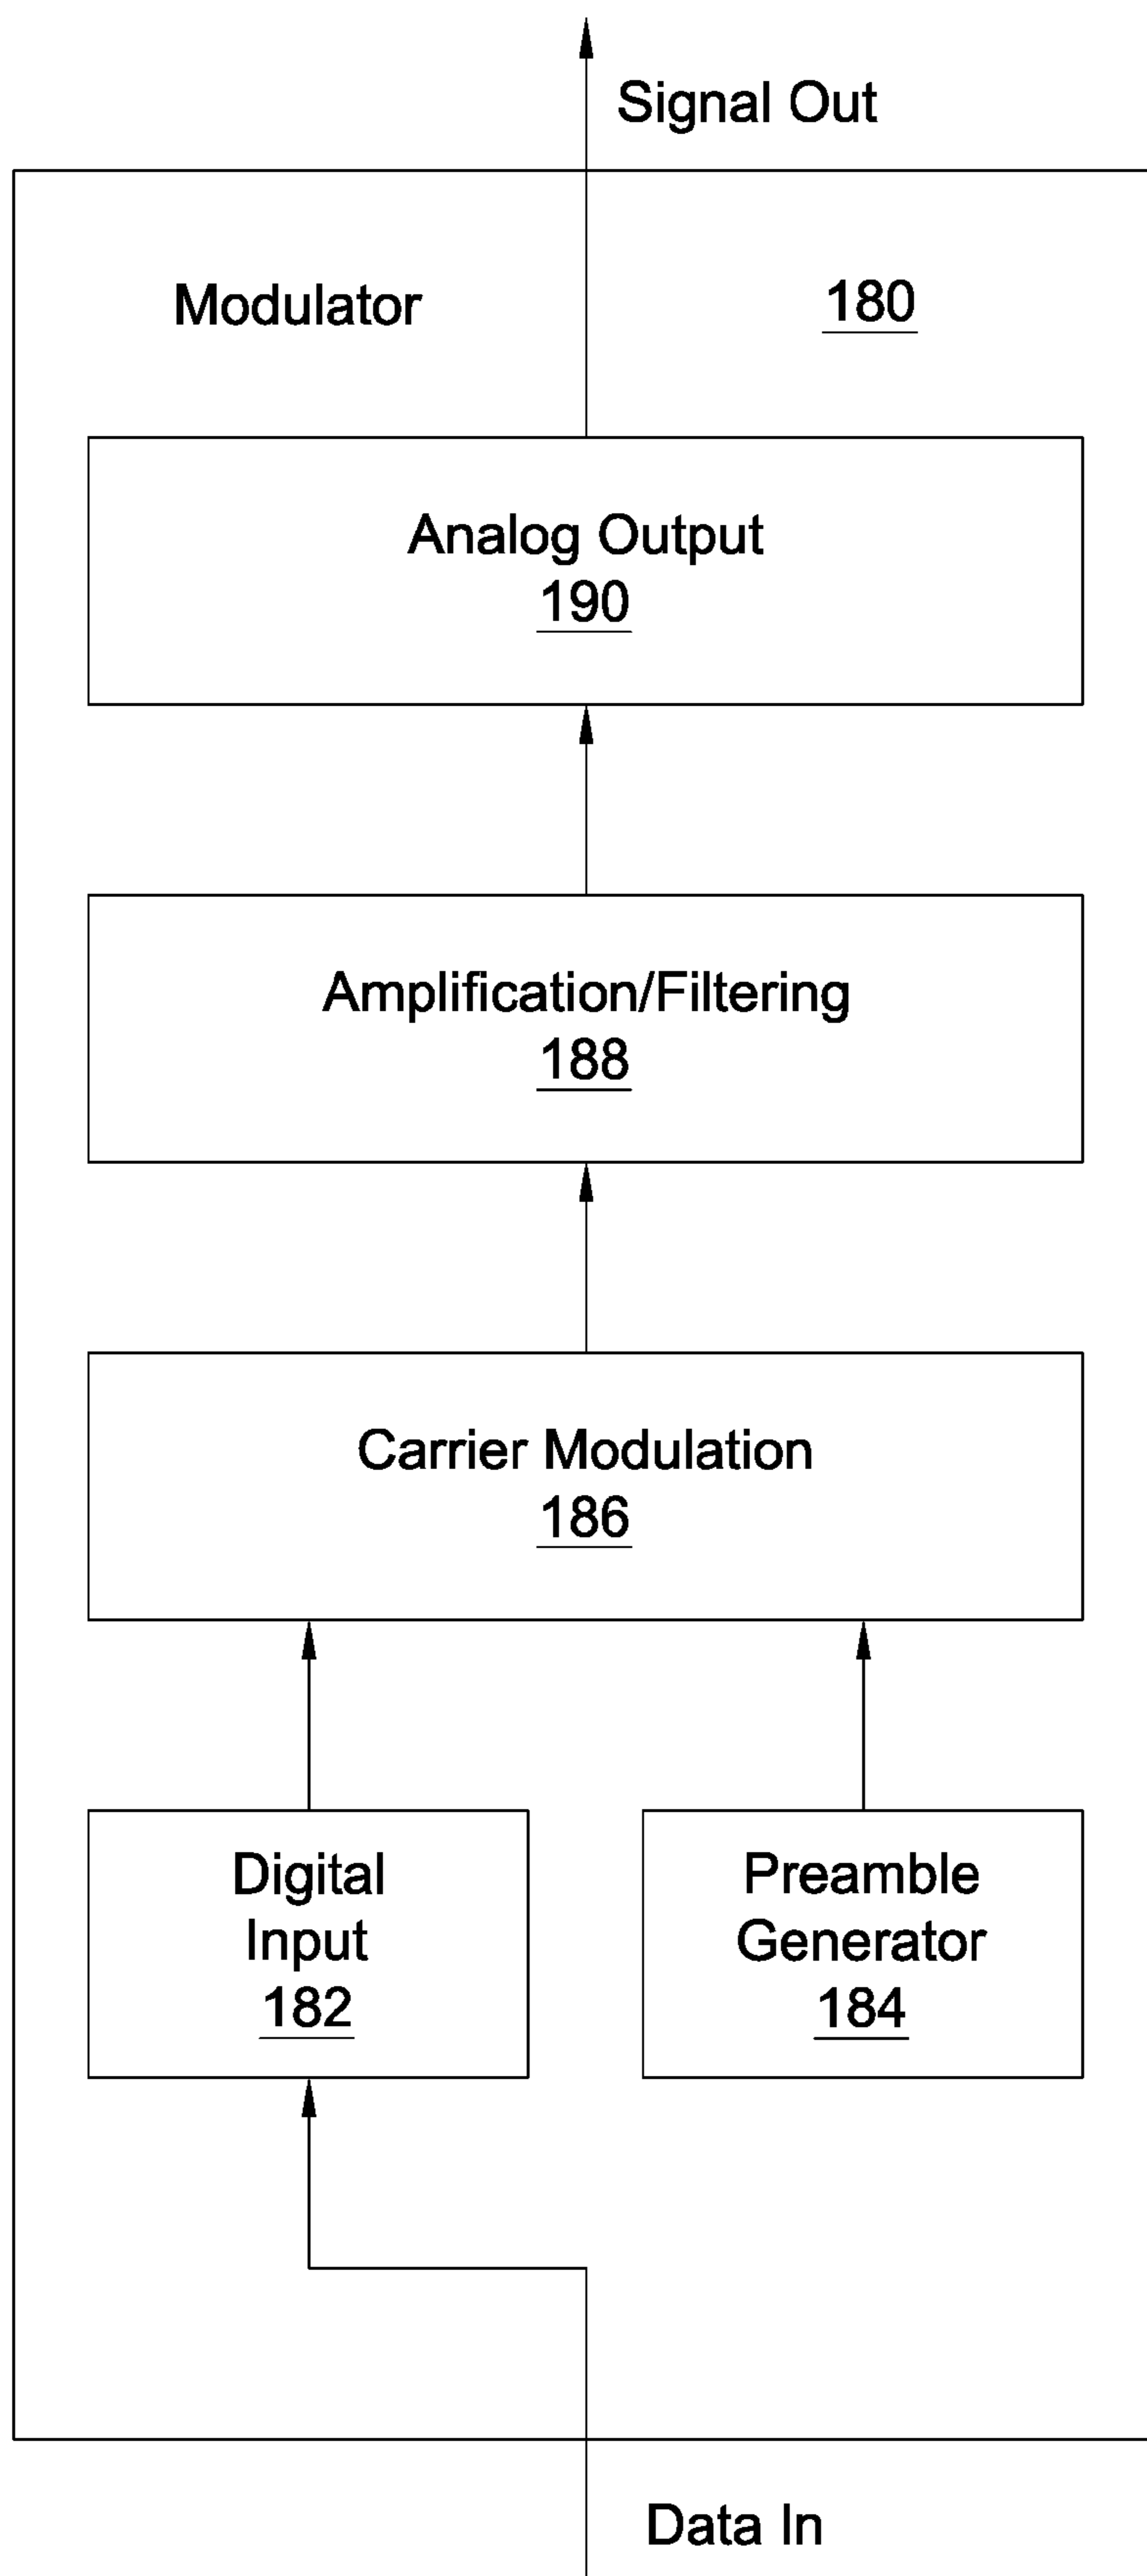 Signal Out
Modulator
180
Analog Output
190
Amplification/Filtering
188
Carrier Modulation
186
Digital
Input
182
Preamble
Generator
184
Data In